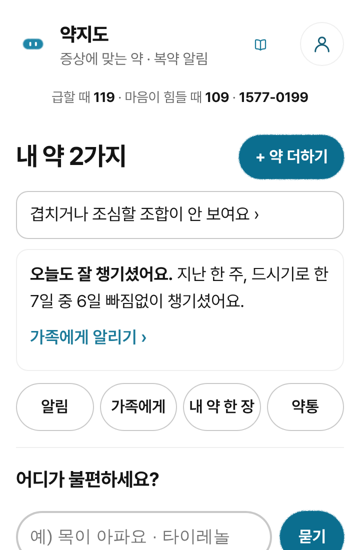 약지도
증상에 맞는 약 · 복약 알림
급할 때 119 · 마음이 힘들 때 109 · 1577-0199
내 약 2가지
+ 약 더하기
겹치거나 조심할 조합이 안 보여요 ›
오늘도 잘 챙기셨어요. 지난 한 주, 드시기로 한
7일 중 6일 빠짐없이 챙기셨어요.
가족에게 알리기 ›
알림
가족에게
내 약 한 장
약통
어디가 불편하세요?
예) 목이 아파요 · 타이레놀
묻기